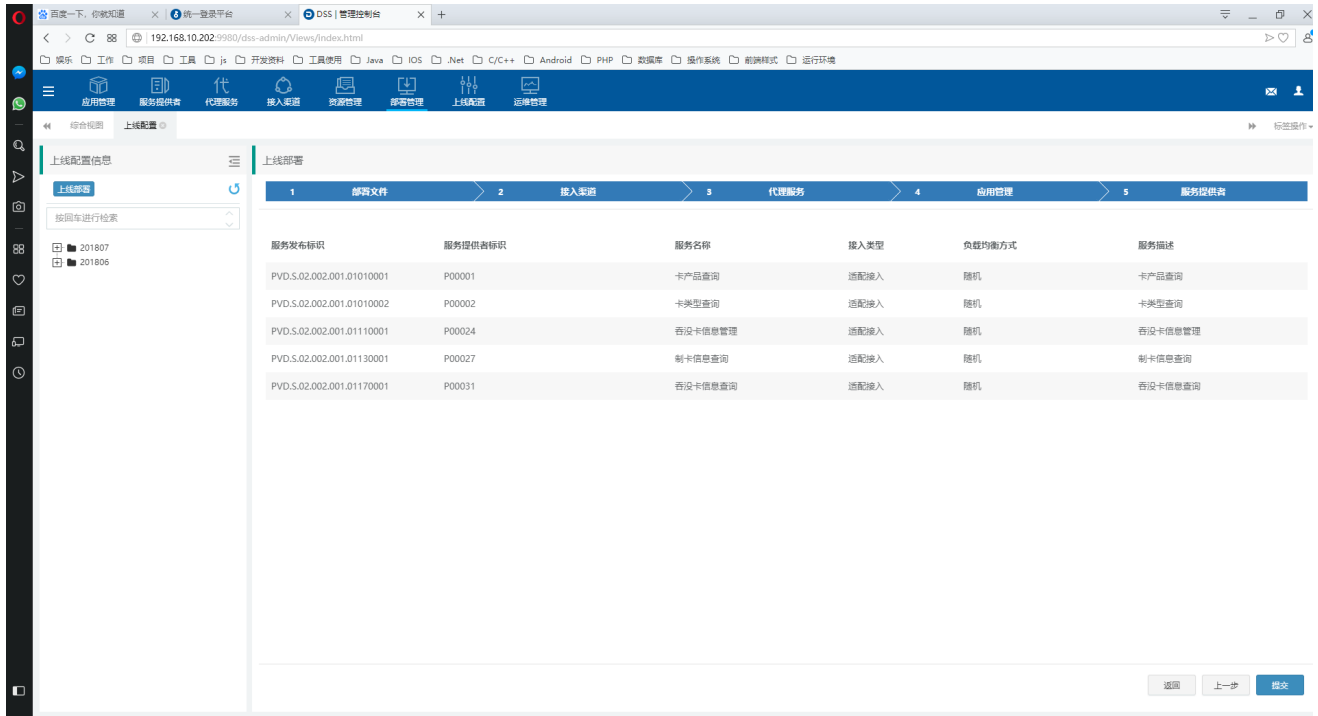 百度一下，你就知道 统一登录平台 DSS | 管理控制台
192.168.10.202:9980/dss-admin/Views/index.html
娱乐 工作 项目 工具 js 开发资料 工具使用 Java IOS .Net C/C++ Android PHP 数据库 操作系统 前端样式 运行环境
代
应用管理 服务提供者 代理服务 接入渠道 资源管理 部署管理 上线配置 运维管理
综合视图 上线配置 标签操作
上线配置信息 上线部署
上线部署
1 部署文件 2 接入渠道 3 代理服务 4 应用管理 5 服务提供者
按回车进行检索
201807
201806
服务发布标识 服务提供者标识 服务名称 接入类型 负载均衡方式 服务描述
PVD.S.02.002.001.01010001 P00001 卡产品查询 适配接入 随机 卡产品查询
PVD.S.02.002.001.01010002 P00002 卡类型查询 适配接入 随机 卡类型查询
PVD.S.02.002.001.01110001 P00024 吞没卡信息管理 适配接入 随机 吞没卡信息管理
PVD.S.02.002.001.01130001 P00027 制卡信息查询 适配接入 随机 制卡信息查询
PVD.S.02.002.001.01170001 P00031 吞没卡信息查询 适配接入 随机 吞没卡信息查询
返回 上一步 提交